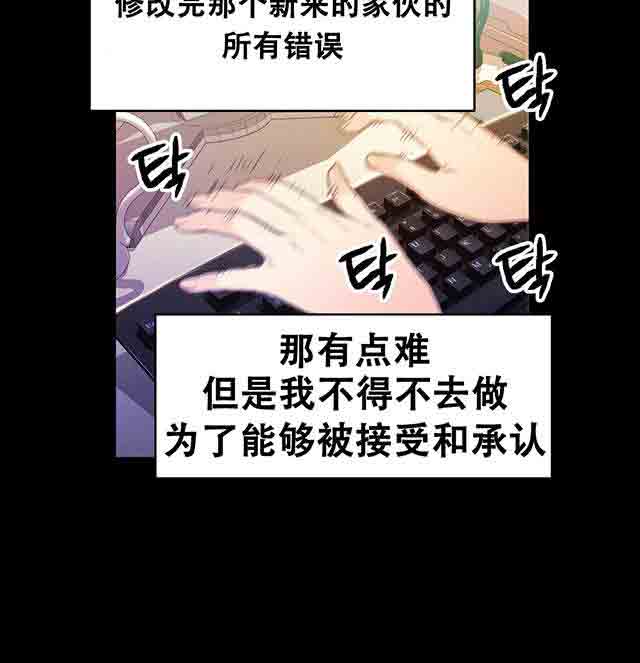 修改完那个新来的家伙的
所有错误
탁
탁
탁
탁
那有点难
但是我不得不去做
为了能够被接受和承认